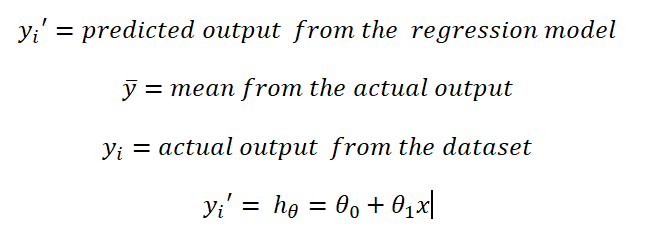 yᵢ′ = predicted output from the regression model
ȳ = mean from the actual output
yᵢ = actual output from the dataset
yᵢ′ = h_θ = θ₀ + θ₁x